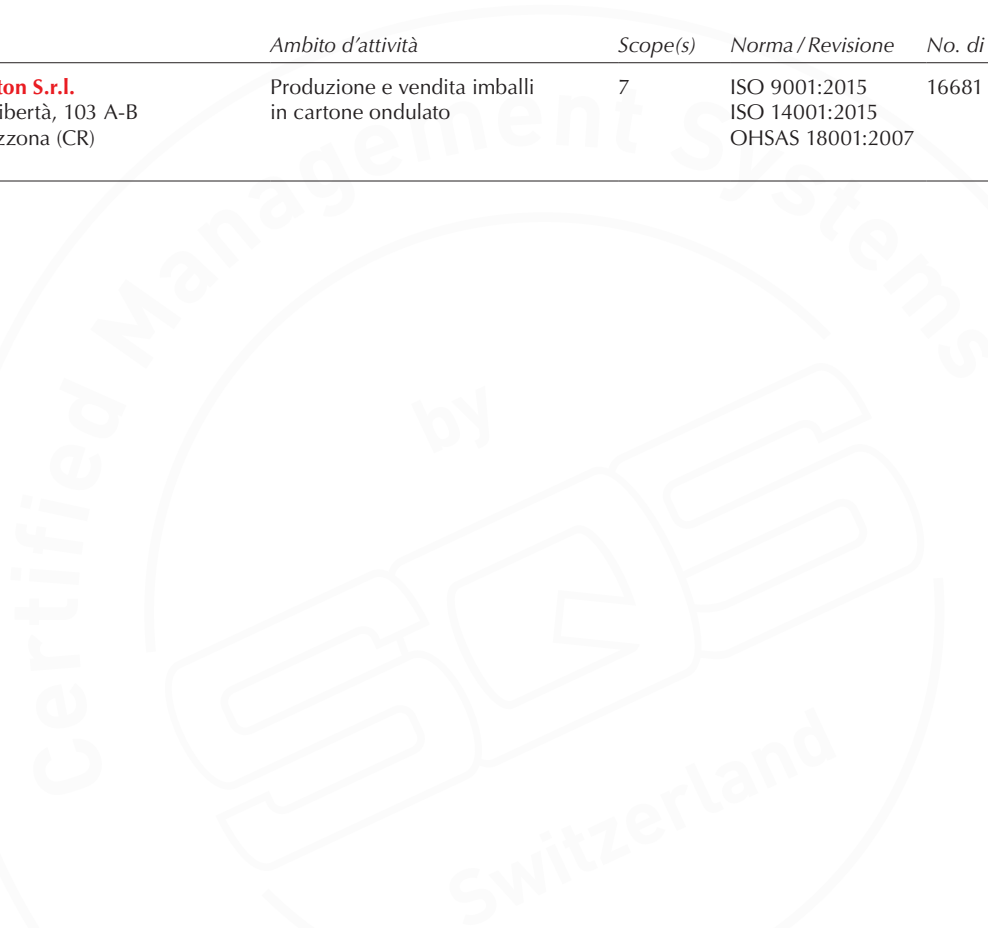 Ambito d'attività Scope(s) Norma / Revisione No. di
ton S.r.l. Produzione e vendita imballi 7 ISO 9001:2015 16681
ibertà, 103 A-B in cartone ondulato ISO 14001:2015
zzona (CR) OHSAS 18001:2007
Certified Management Systems
by
SQS
Switzerland